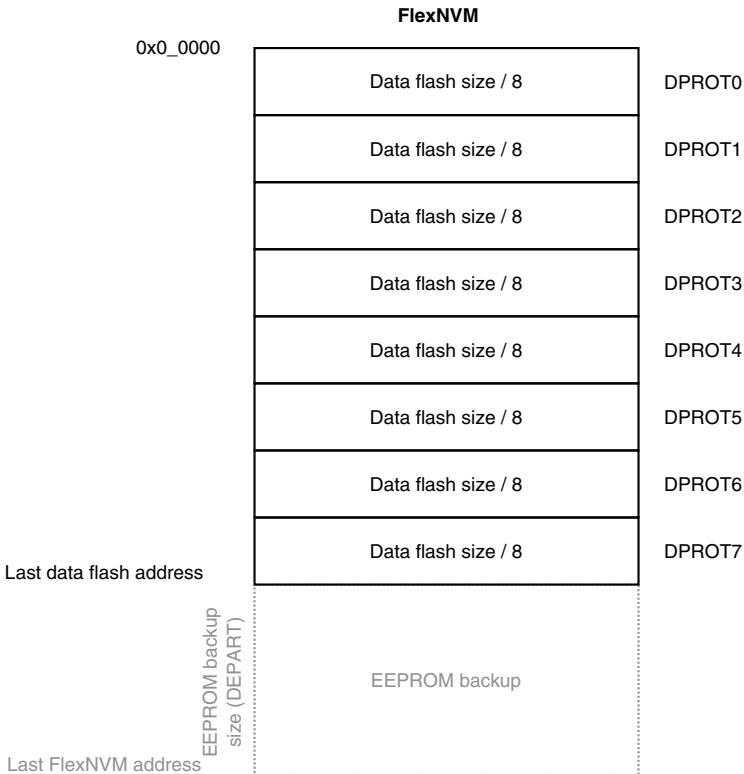 FlexNVM
0x0_0000
Data flash size / 8 DPROT0
Data flash size / 8 DPROT1
Data flash size / 8 DPROT2
Data flash size / 8 DPROT3
Data flash size / 8 DPROT4
Data flash size / 8 DPROT5
Data flash size / 8 DPROT6
Data flash size / 8 DPROT7
Last data flash address
EEPROM backup
size (DEPART)
EEPROM backup
Last FlexNVM address